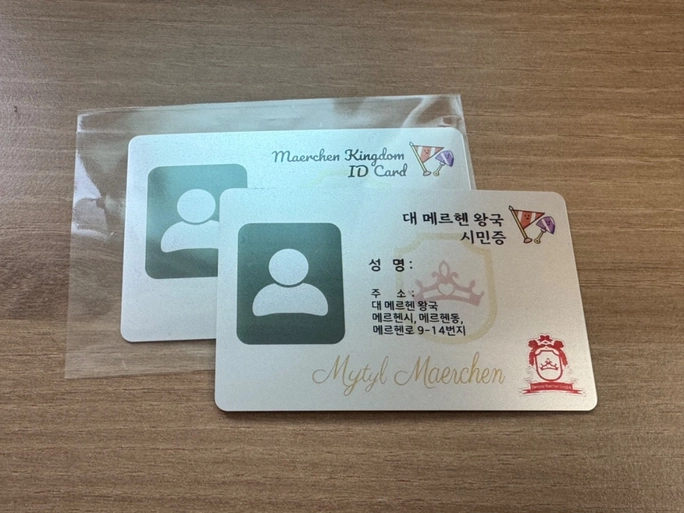 Maerchen Kingdom
ID Card
대 메르헨 왕국
시민증
성 명:
주 소:
대 메르헨 왕국
메르헨시, 메르헨동,
메르헨로 9-14번지
Mytyl Maerchen